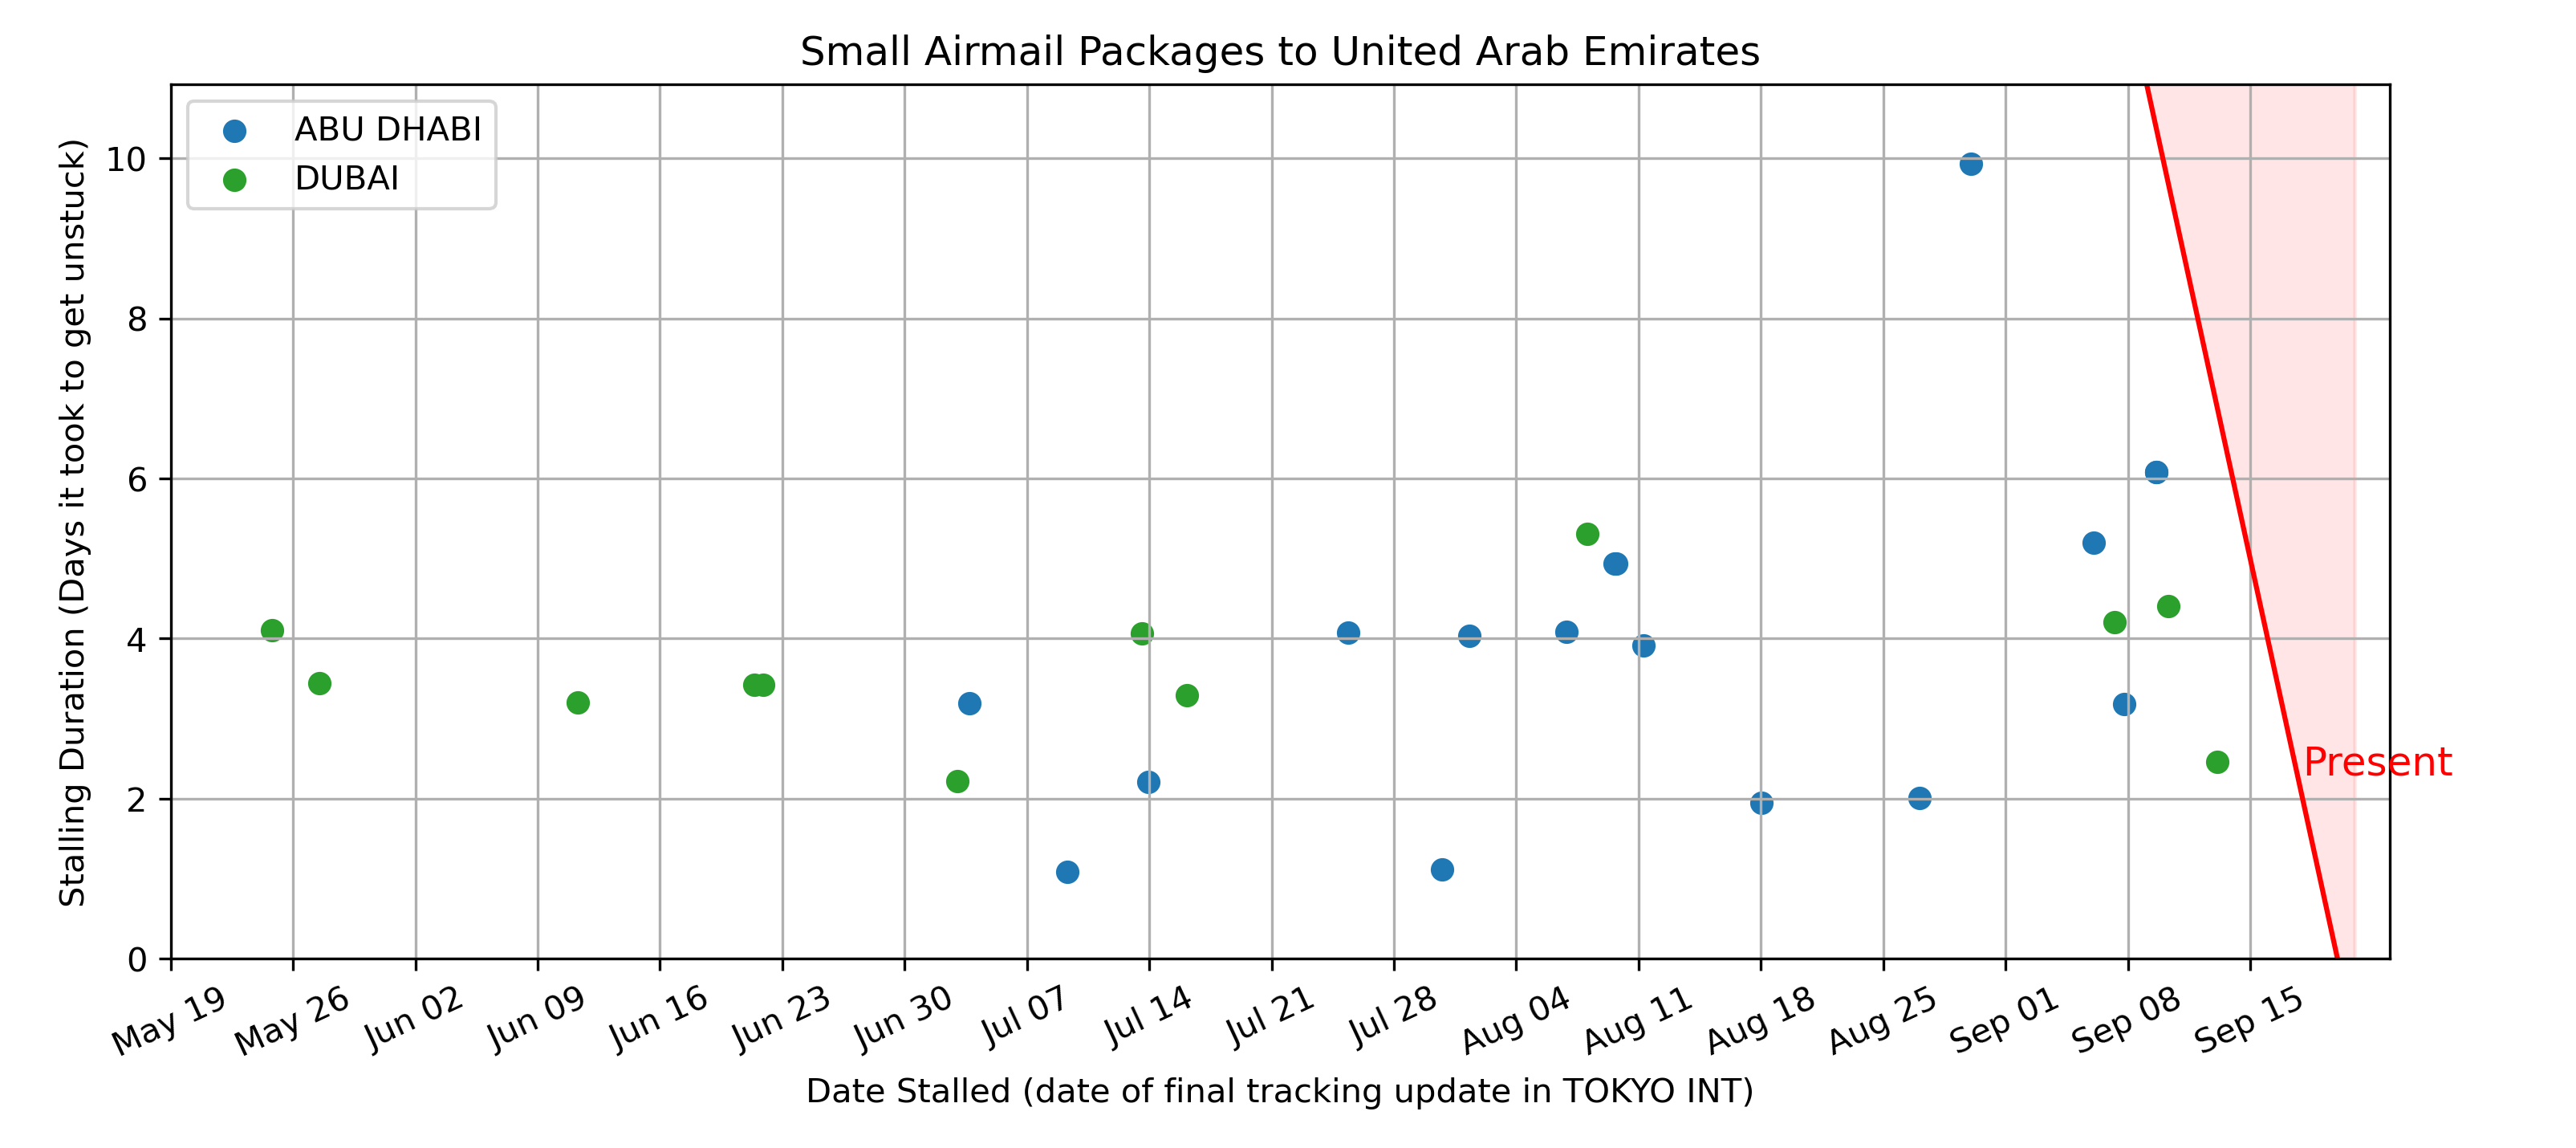 Small Airmail Packages to United Arab Emirates
ABU DHABI
DUBAI
Stalling Duration (Days it took to get unstuck)
10
8
6
4
2
0
Present
May 19
May 26
Jun 02
Jun 09
Jun 16
Jun 23
Jun 30
Jul 07
Jul 14
Jul 21
Jul 28
Aug 04
Aug 11
Aug 18
Aug 25
Sep 01
Sep 08
Sep 15
Date Stalled (date of final tracking update in TOKYO INT)